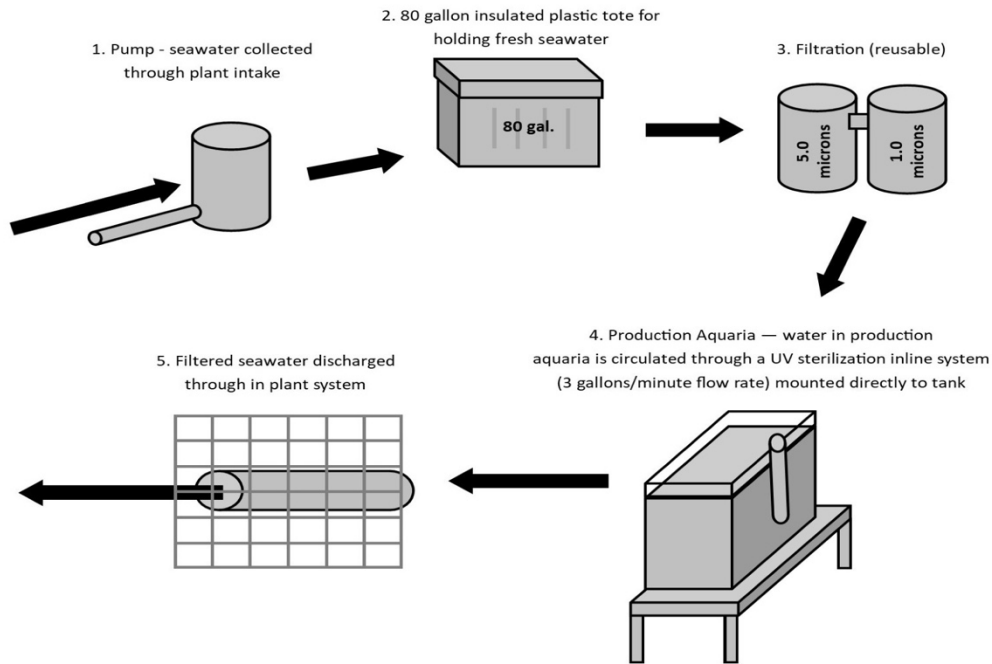 1. Pump - seawater collected
through plant intake
2. 80 gallon insulated plastic tote for
holding fresh seawater
80 gal.
3. Filtration (reusable)
5.0
microns
1.0
microns
4. Production Aquaria — water in production
aquaria is circulated through a UV sterilization inline system
(3 gallons/minute flow rate) mounted directly to tank
5. Filtered seawater discharged
through in plant system